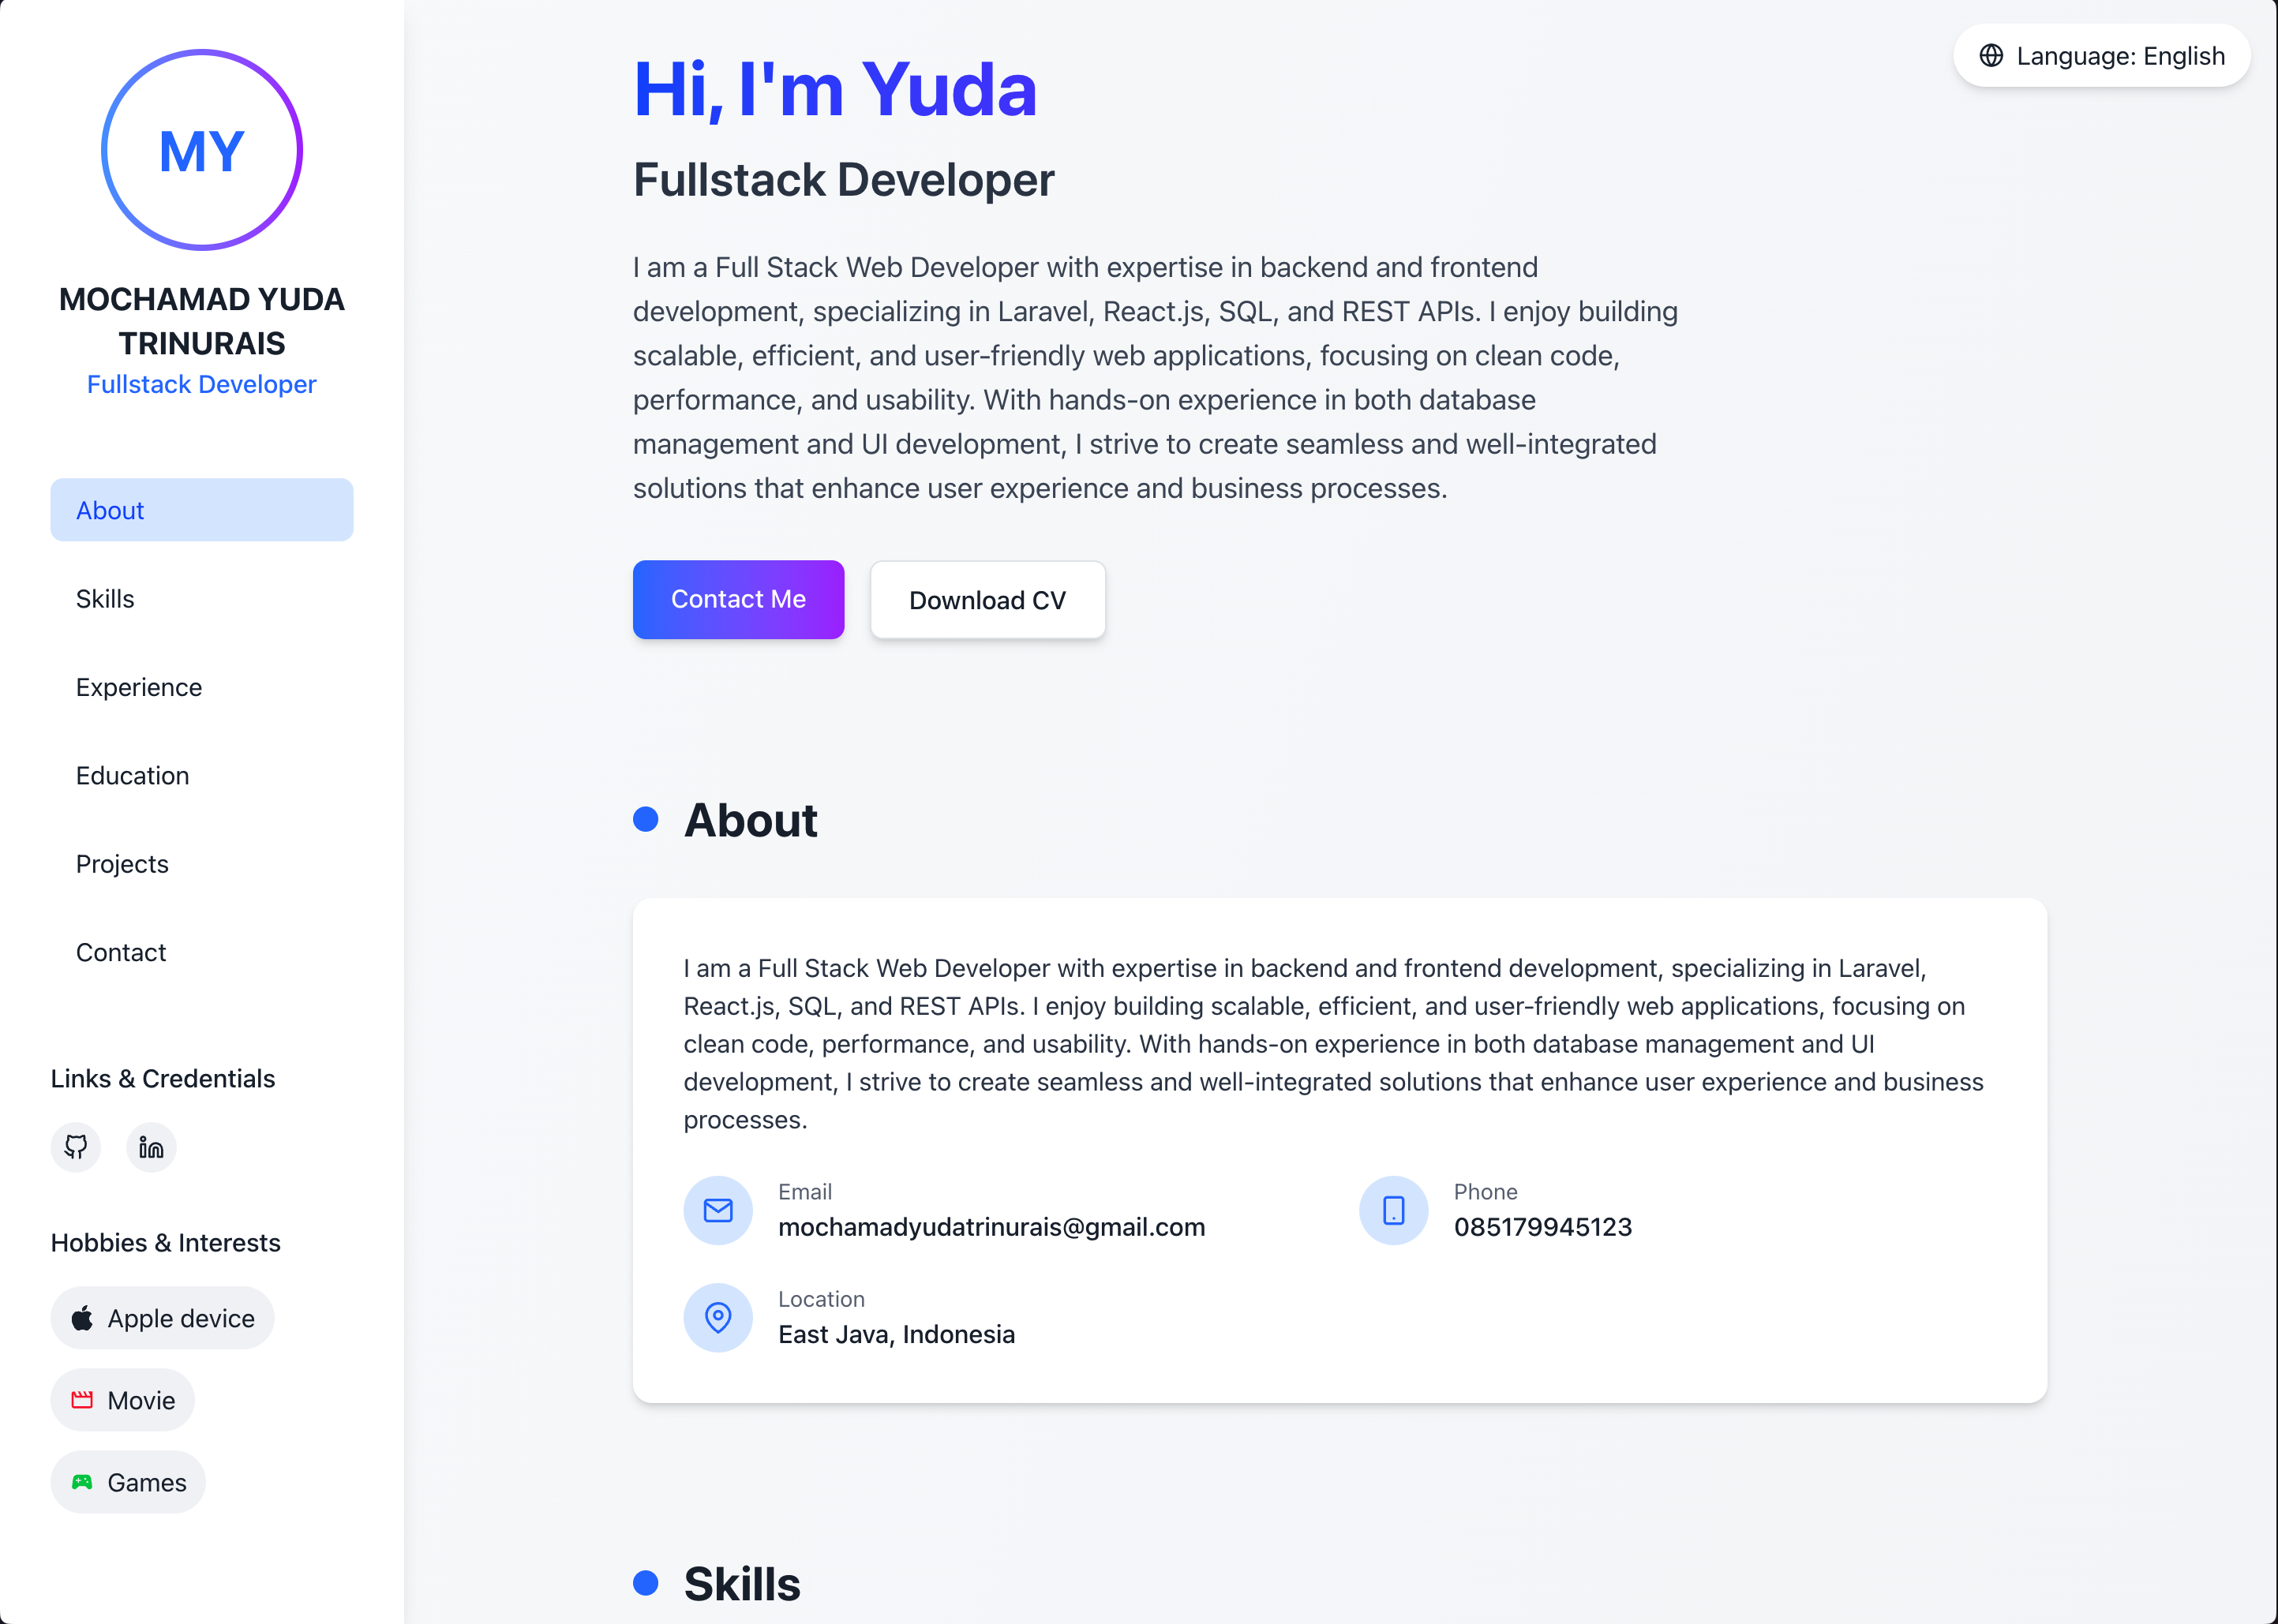 MY
MOCHAMAD YUDA
TRINURAIS
Fullstack Developer
About
Skills
Experience
Education
Projects
Contact
Links & Credentials
Hobbies & Interests
Apple device
Movie
Games
Language: English
Hi, I'm Yuda
Fullstack Developer
I am a Full Stack Web Developer with expertise in backend and frontend
development, specializing in Laravel, React.js, SQL, and REST APIs. I enjoy building
scalable, efficient, and user-friendly web applications, focusing on clean code,
performance, and usability. With hands-on experience in both database
management and UI development, I strive to create seamless and well-integrated
solutions that enhance user experience and business processes.
Contact Me
Download CV
About
I am a Full Stack Web Developer with expertise in backend and frontend development, specializing in Laravel,
React.js, SQL, and REST APIs. I enjoy building scalable, efficient, and user-friendly web applications, focusing on
clean code, performance, and usability. With hands-on experience in both database management and UI
development, I strive to create seamless and well-integrated solutions that enhance user experience and business
processes.
Email
mochamadyudatrinurais@gmail.com
Phone
085179945123
Location
East Java, Indonesia
Skills